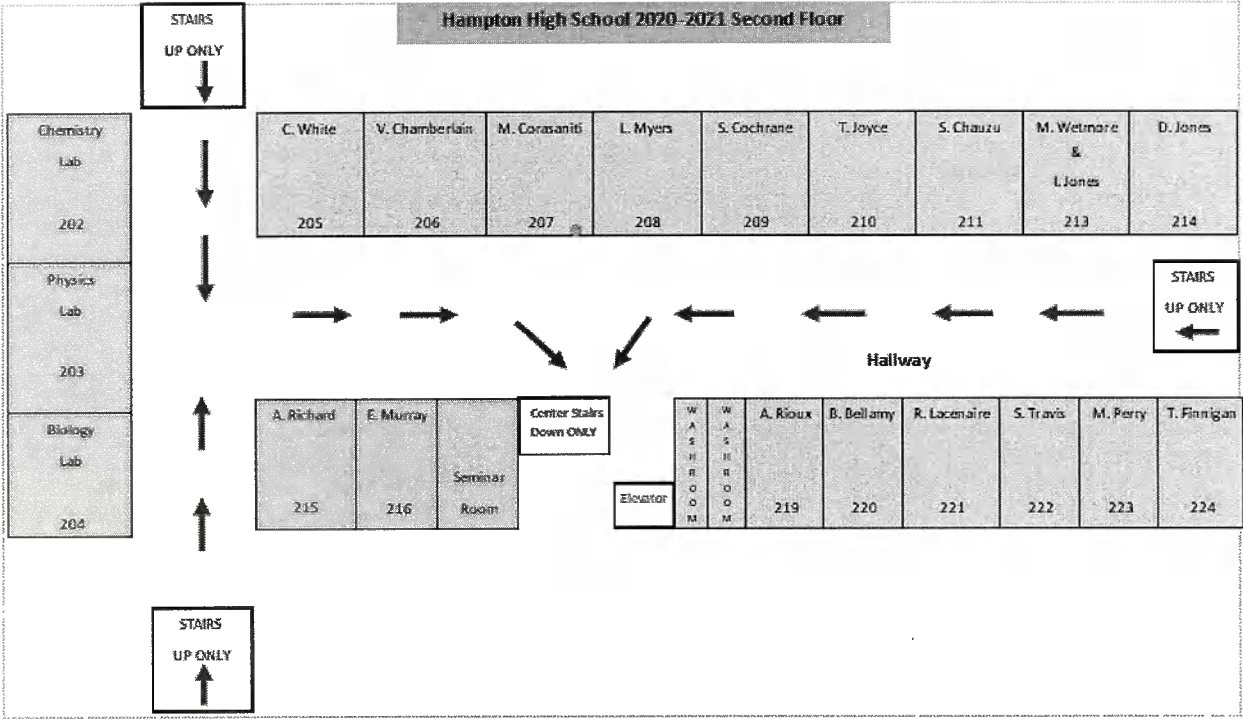 Hampton High School 2020-2021 Second Floor
STAIRS
UP ONLY
Chemistry
Lab
202
Physics
Lab
203
Biology
Lab
204
C. White
205
V. Chamberlain
206
M. Corasaniti
207
L. Myers
208
S. Cochrane
209
T. Joyce
210
S. Chauzu
211
M. Wetmore
&
I. Jones
213
D. Jones
214
STAIRS
UP ONLY
Hallway
A. Richard
215
E. Murray
216
Seminar
Room
Center Stairs
Down ONLY
Elevator
WASHROOM
WASHROOM
A. Rioux
219
B. Bellamy
220
R. Lacenaire
221
S. Travis
222
M. Perry
223
T. Finnigan
224
STAIRS
UP ONLY